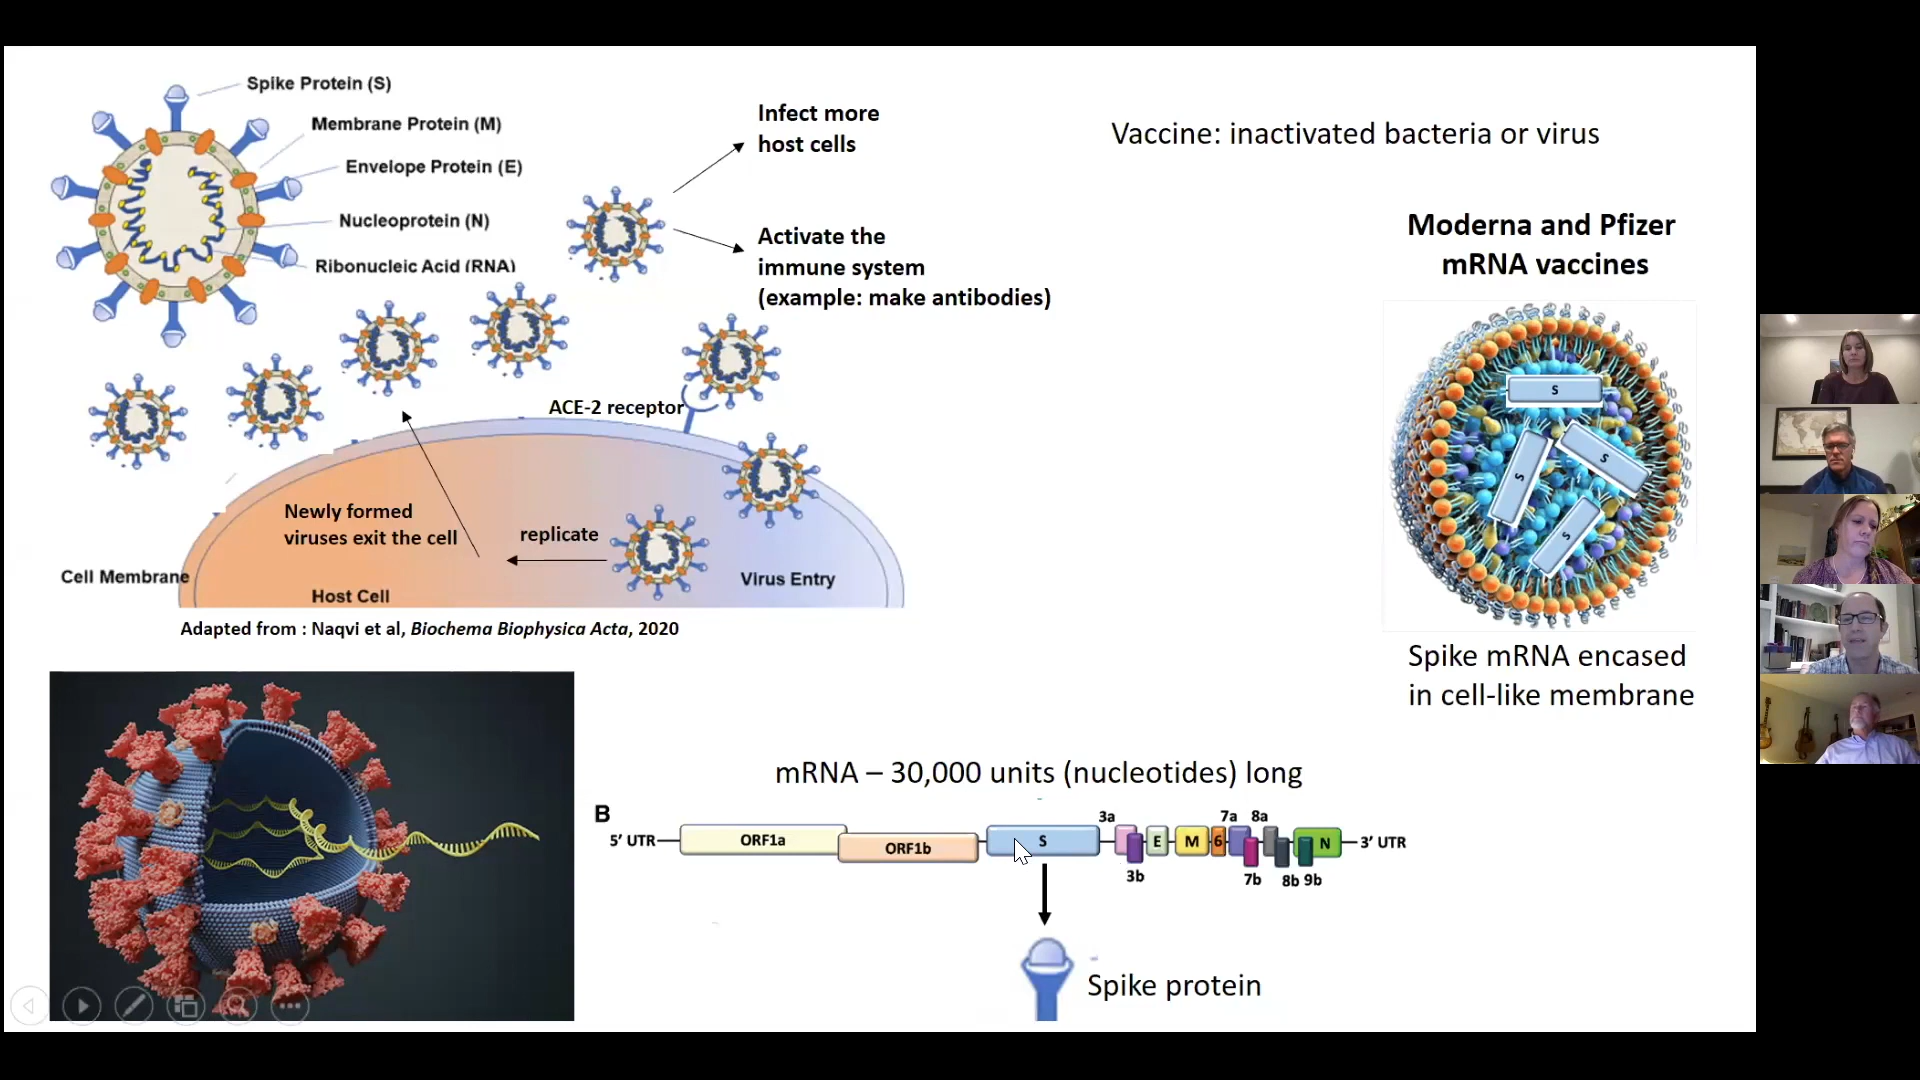 Spike Protein (S)
Membrane Protein (M)
Envelope Protein (E)
Nucleoprotein (N)
Ribonucleic Acid (RNA)
Infect more
host cells
Activate the
immune system
(example: make antibodies)
ACE-2 receptor
Newly formed
viruses exit the cell
replicate
Cell Membrane
Host Cell
Virus Entry
Adapted from : Naqvi et al, Biochema Biophysica Acta, 2020
Vaccine: inactivated bacteria or virus
Moderna and Pfizer
mRNA vaccines
S
S
S
S
Spike mRNA encased
in cell-like membrane
mRNA – 30,000 units (nucleotides) long
B
3a 7a 8a
5’ UTR ORF1a ORF1b S E M 6 N 3’ UTR
3b 7b 8b 9b
Spike protein